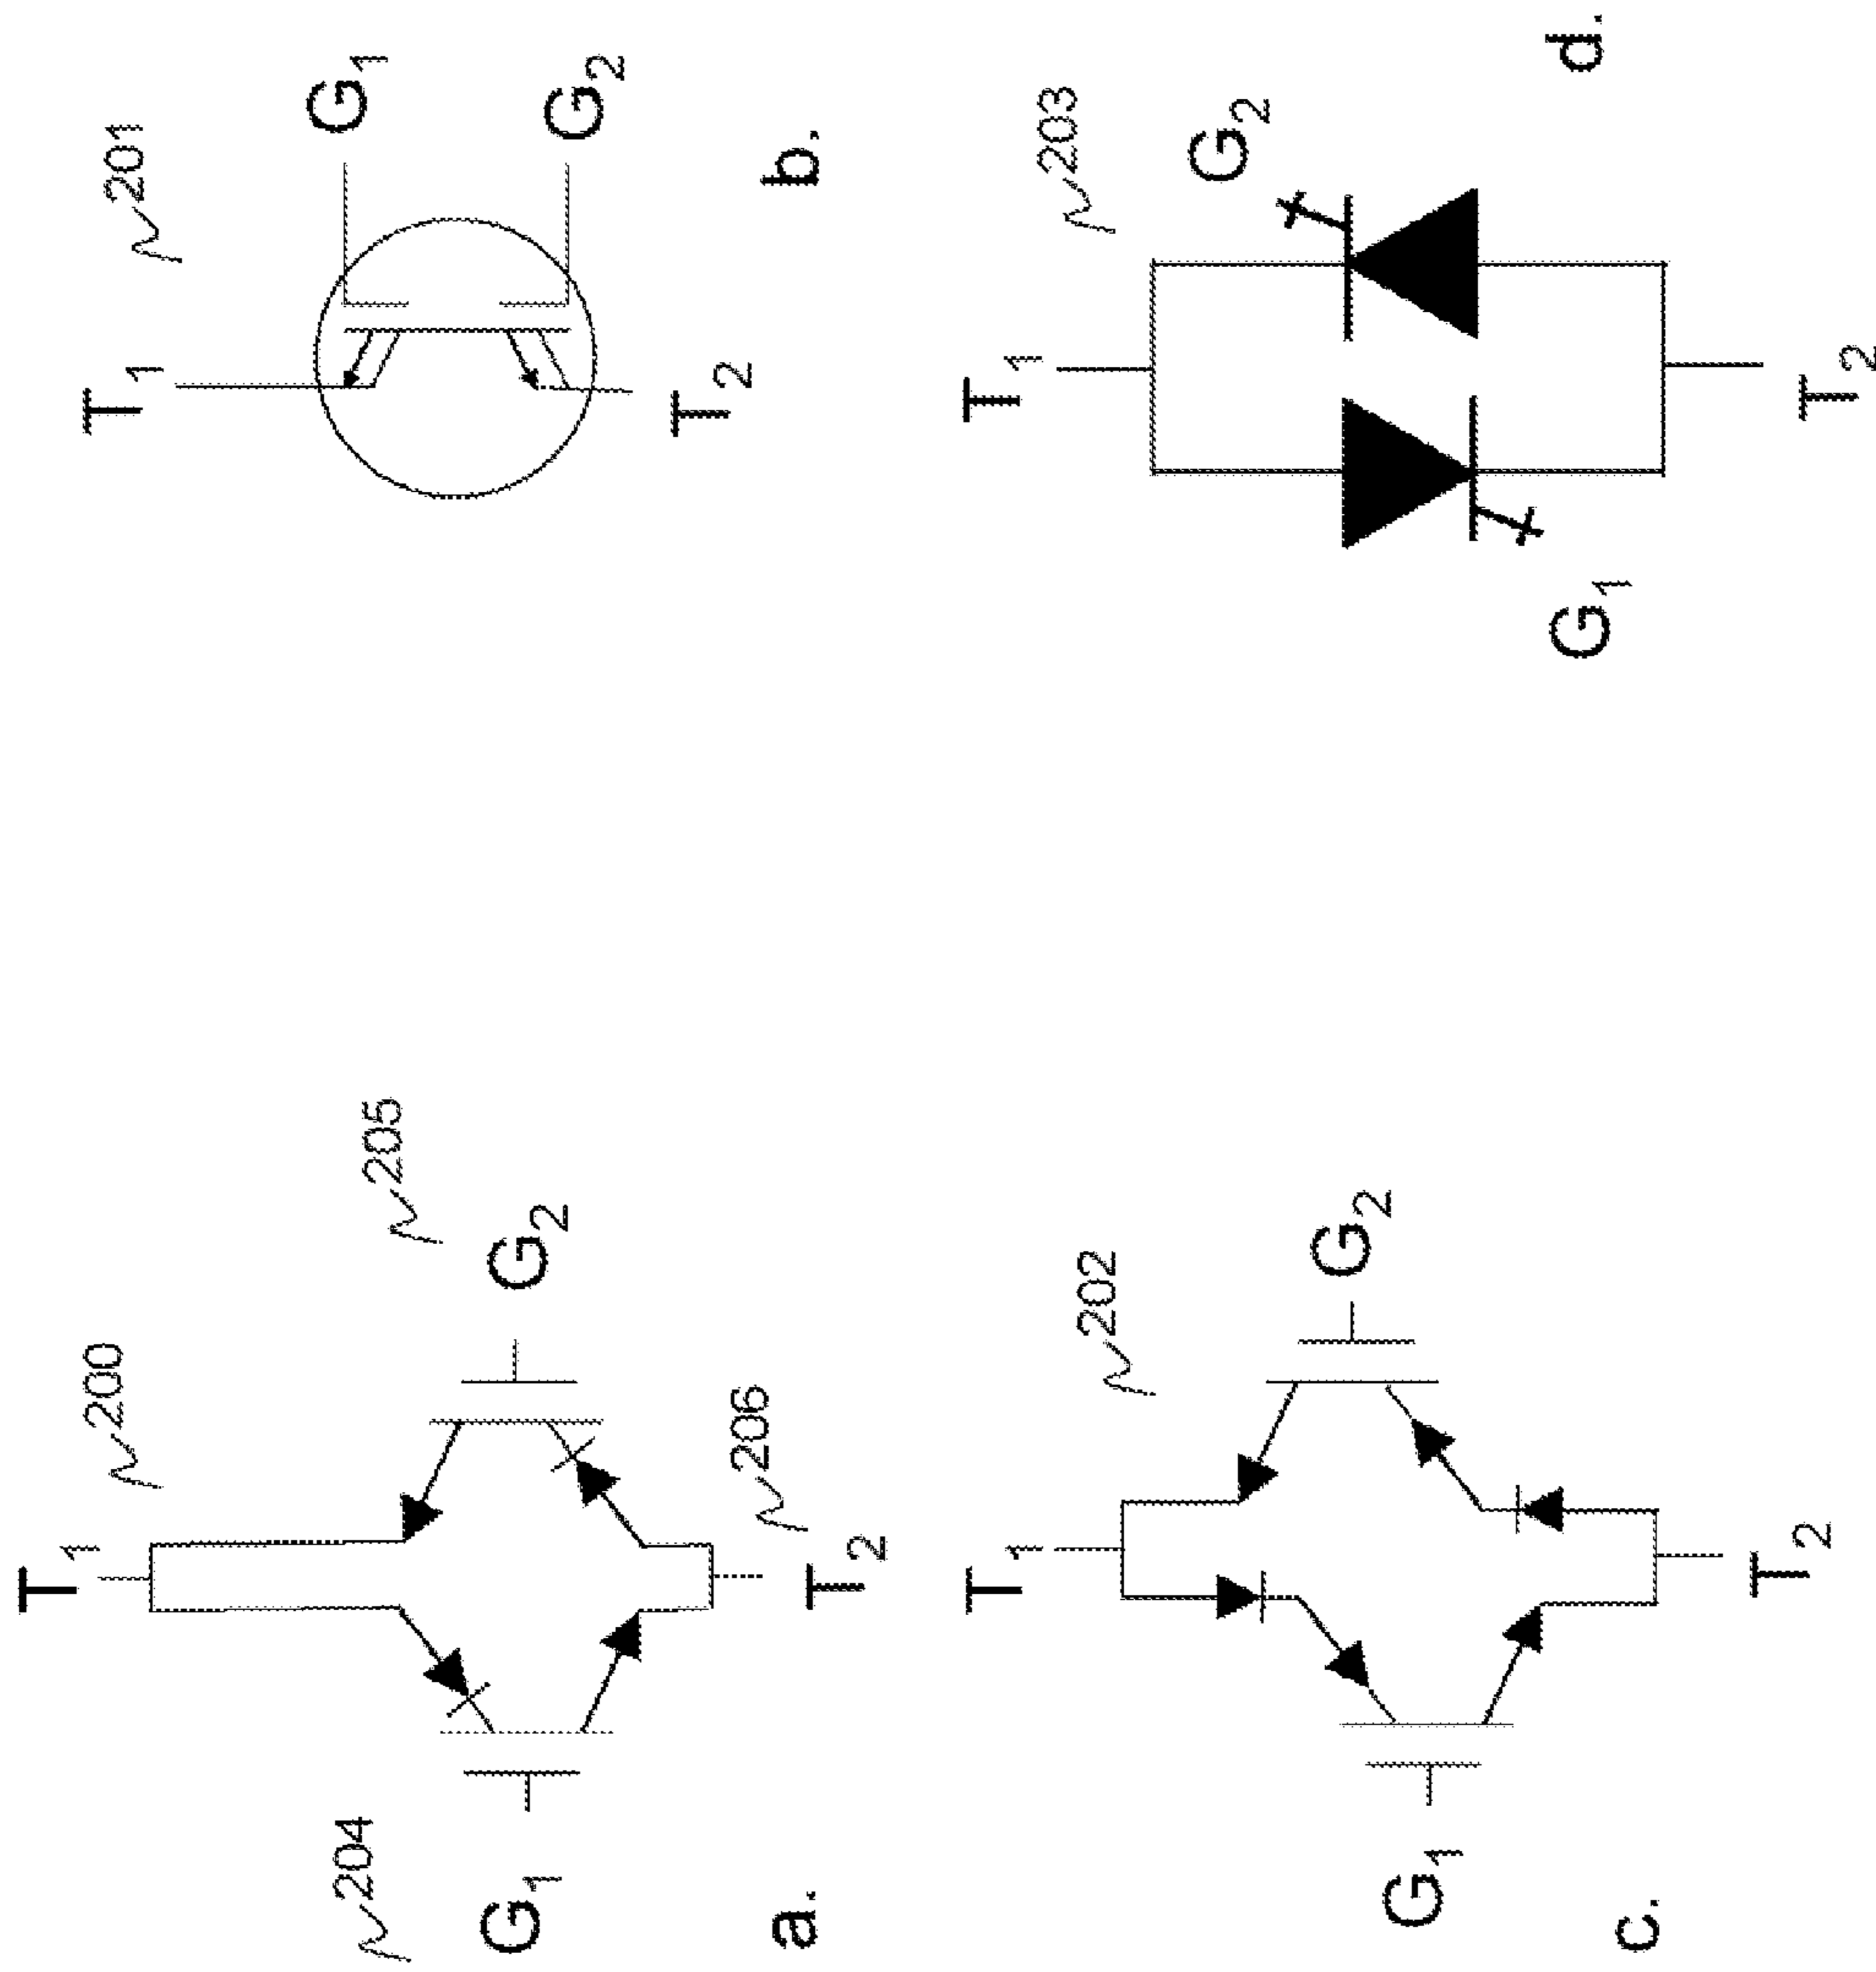 T₁
200
204
205
G₁
G₂
206
T₂
a.
T₁
201
G₁
G₂
T₂
b.
T₁
202
G₂
G₁
T₂
c.
T₁
203
G₂
G₁
T₂
d.